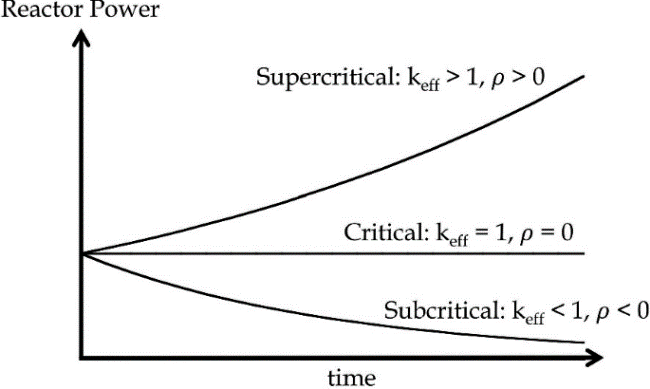 Reactor Power
Supercritical: keff > 1, ρ > 0
Critical: keff = 1, ρ = 0
Subcritical: keff < 1, ρ < 0
time